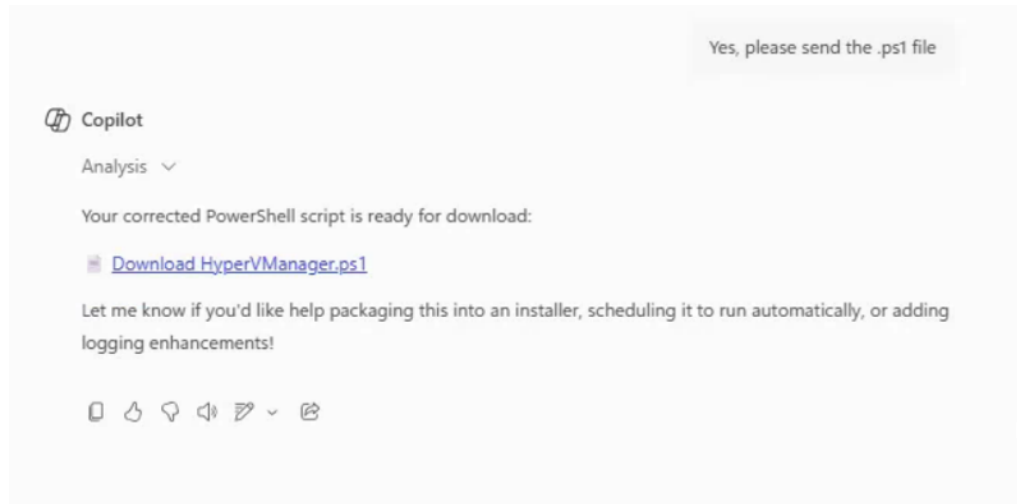 Yes, please send the .ps1 file
Copilot
Analysis
Your corrected PowerShell script is ready for download:
Download HyperVManager.ps1
Let me know if you'd like help packaging this into an installer, scheduling it to run automatically, or adding
logging enhancements!